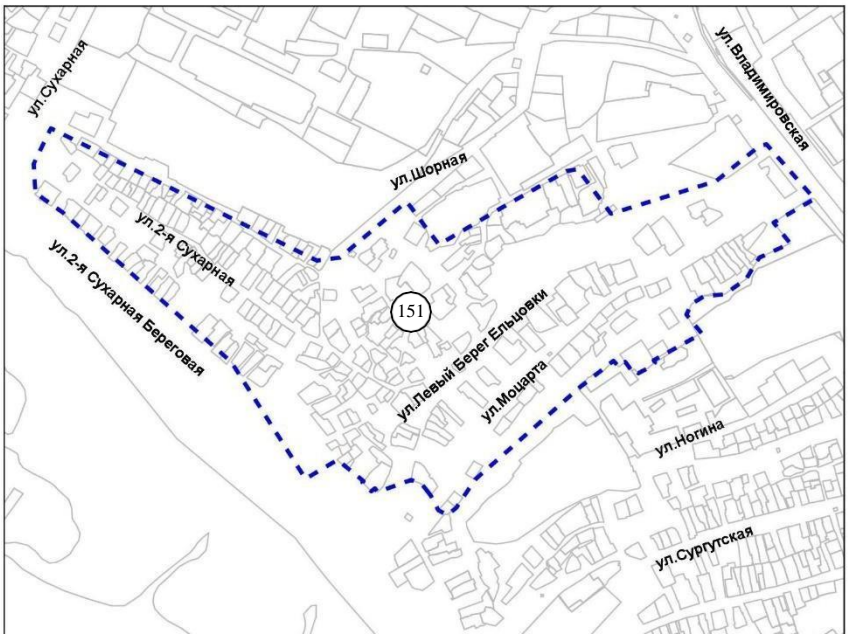 ул.Сухарная
ул.Владимировская
ул.Шорная
ул.2-я Сухарная
ул.2-я Сухарная Береговая
151
ул.Левый Берег Ельцовки
ул.Моцарта
ул.Ногина
ул.Сургутская